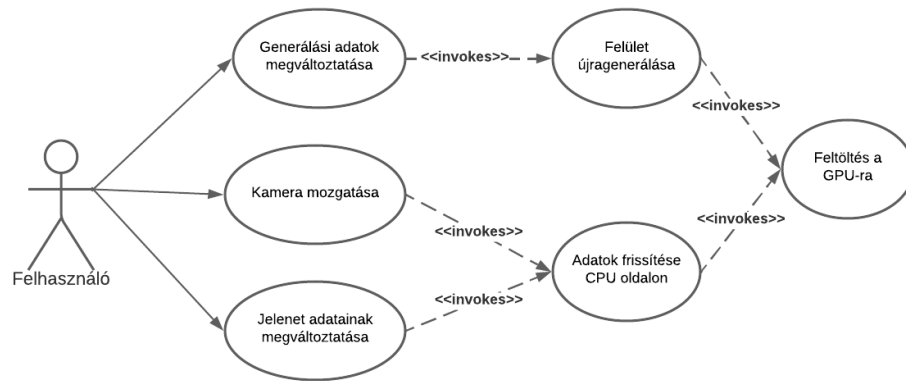 Generálási adatok
megváltoztatása
<<invokes>>
Felület
újragenerálása
<<invokes>>
Feltöltés a
GPU-ra
Kamera mozgatása
<<invokes>>
<<invokes>>
Adatok frissítése
CPU oldalon
Felhasználó
<<invokes>>
Jelenet adatainak
megváltoztatása